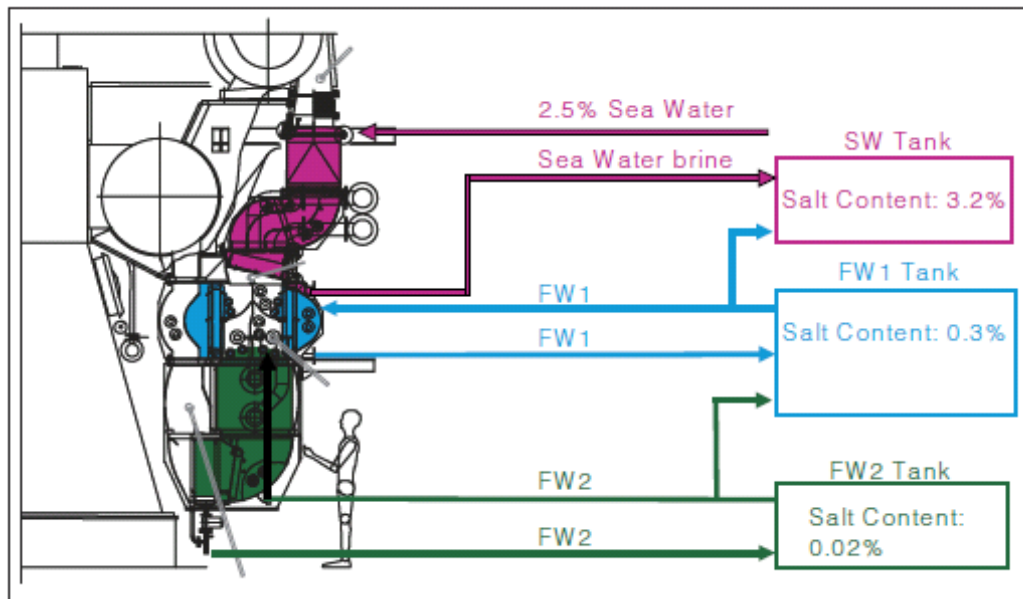 2.5% Sea Water
SW Tank
Sea Water brine
Salt Content: 3.2%
FW1 Tank
FW1
Salt Content: 0.3%
FW1
FW2 Tank
FW2
Salt Content:
0.02%
FW2